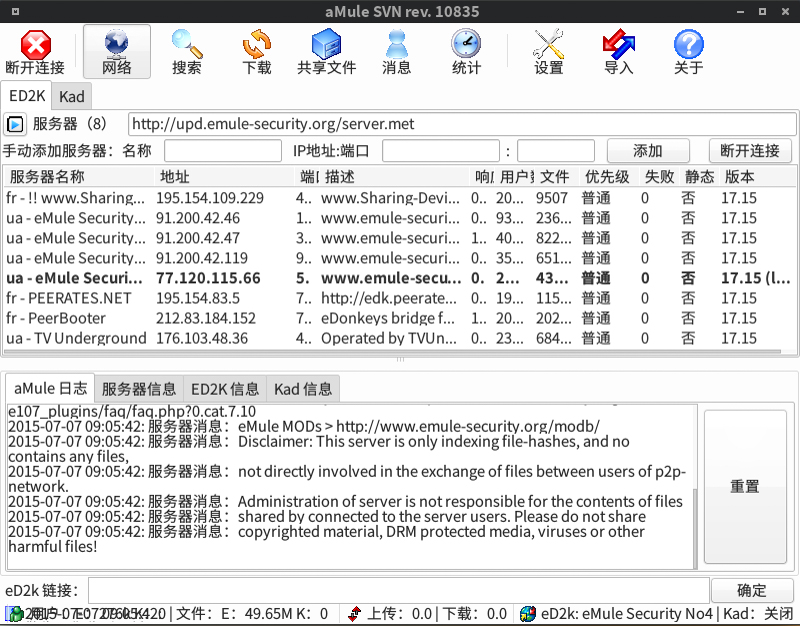 aMule SVN rev. 10835
断开连接 网络 搜索 下载 共享文件 消息 统计 设置 导入 关于
ED2K Kad
服务器（8） http://upd.emule-security.org/server.met
手动添加服务器：名称 IP地址:端口 : 添加 断开连接
服务器名称 地址 端 描述 响 用户 文件 优先级 失败 静态 版本
fr - !! www.Sharing... 195.154.109.229 4.. www.Sharing-Devi... 0.. 20... 9507 普通 0 否 17.15
ua - eMule Security... 91.200.42.46 1.. www.emule-securi... 0.. 93... 236... 普通 0 否 17.15
ua - eMule Security... 91.200.42.47 3.. www.emule-securi... 1.. 40... 822... 普通 0 否 17.15
ua - eMule Security... 91.200.42.119 9.. www.emule-securi... 0.. 35... 651... 普通 0 否 17.15
ua - eMule Securi... 77.120.115.66 5. www.emule-secu... 0. 2... 43... 普通 0 否 17.15 (l...
fr - PEERATES.NET 195.154.83.5 7.. http://edk.peerate... 0.. 19... 115... 普通 0 否 17.15
fr - PeerBooter 212.83.184.152 7.. eDonkeys bridge f... 1.. 20... 202... 普通 0 否 17.15
ua - TV Underground 176.103.48.36 4.. Operated by TVUn... 0.. 23... 684... 普通 0 否 17.15
aMule 日志 服务器信息 ED2K 信息 Kad 信息
e107_plugins/faq/faq.php?0.cat.7.10
2015-07-07 09:05:42: 服务器消息：eMule MODs > http://www.emule-security.org/modb/
2015-07-07 09:05:42: 服务器消息：Disclaimer: This server is only indexing file-hashes, and no
contains any files,
2015-07-07 09:05:42: 服务器消息：not directly involved in the exchange of files between users of p2p-
network.
2015-07-07 09:05:42: 服务器消息：Administration of server is not responsible for the contents of files
2015-07-07 09:05:42: 服务器消息：shared by connected to the server users. Please do not share
2015-07-07 09:05:42: 服务器消息：copyrighted material, DRM protected media, viruses or other
harmful files!
重置
eD2k 链接： 确定
文件：E：49.65M K：0 上传：0.0 | 下载：0.0 eD2k: eMule Security No4 | Kad：关闭